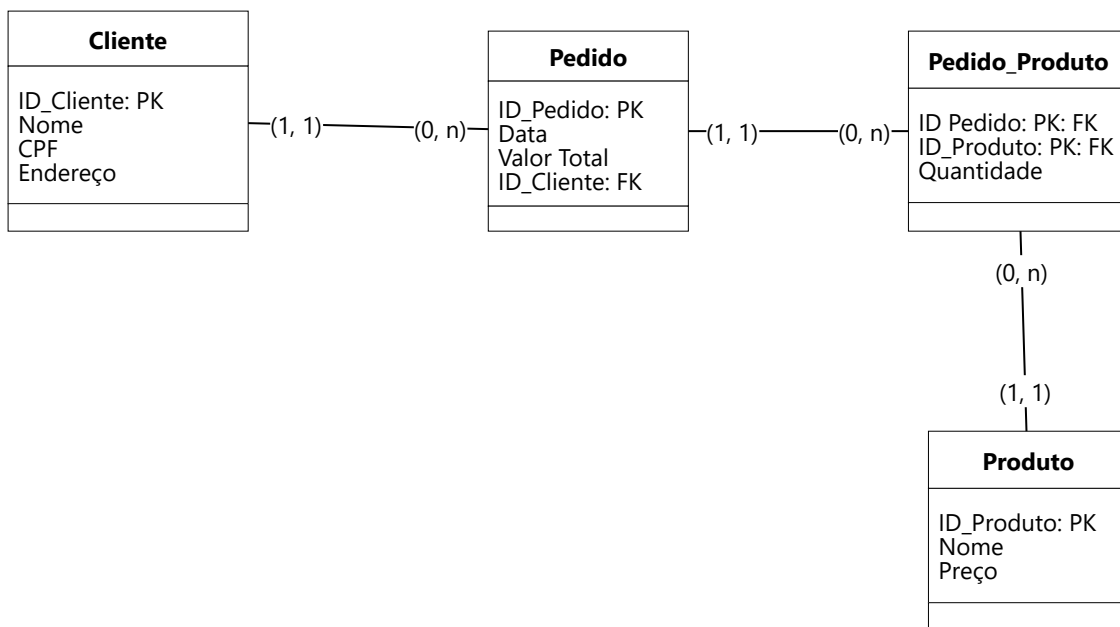 Cliente
ID_Cliente: PK
Nome
CPF
Endereço
(1, 1)
(0, n)
Pedido
ID_Pedido: PK
Data
Valor Total
ID_Cliente: FK
(1, 1)
(0, n)
Pedido_Produto
ID Pedido: PK: FK
ID_Produto: PK: FK
Quantidade
(0, n)
(1, 1)
Produto
ID_Produto: PK
Nome
Preço